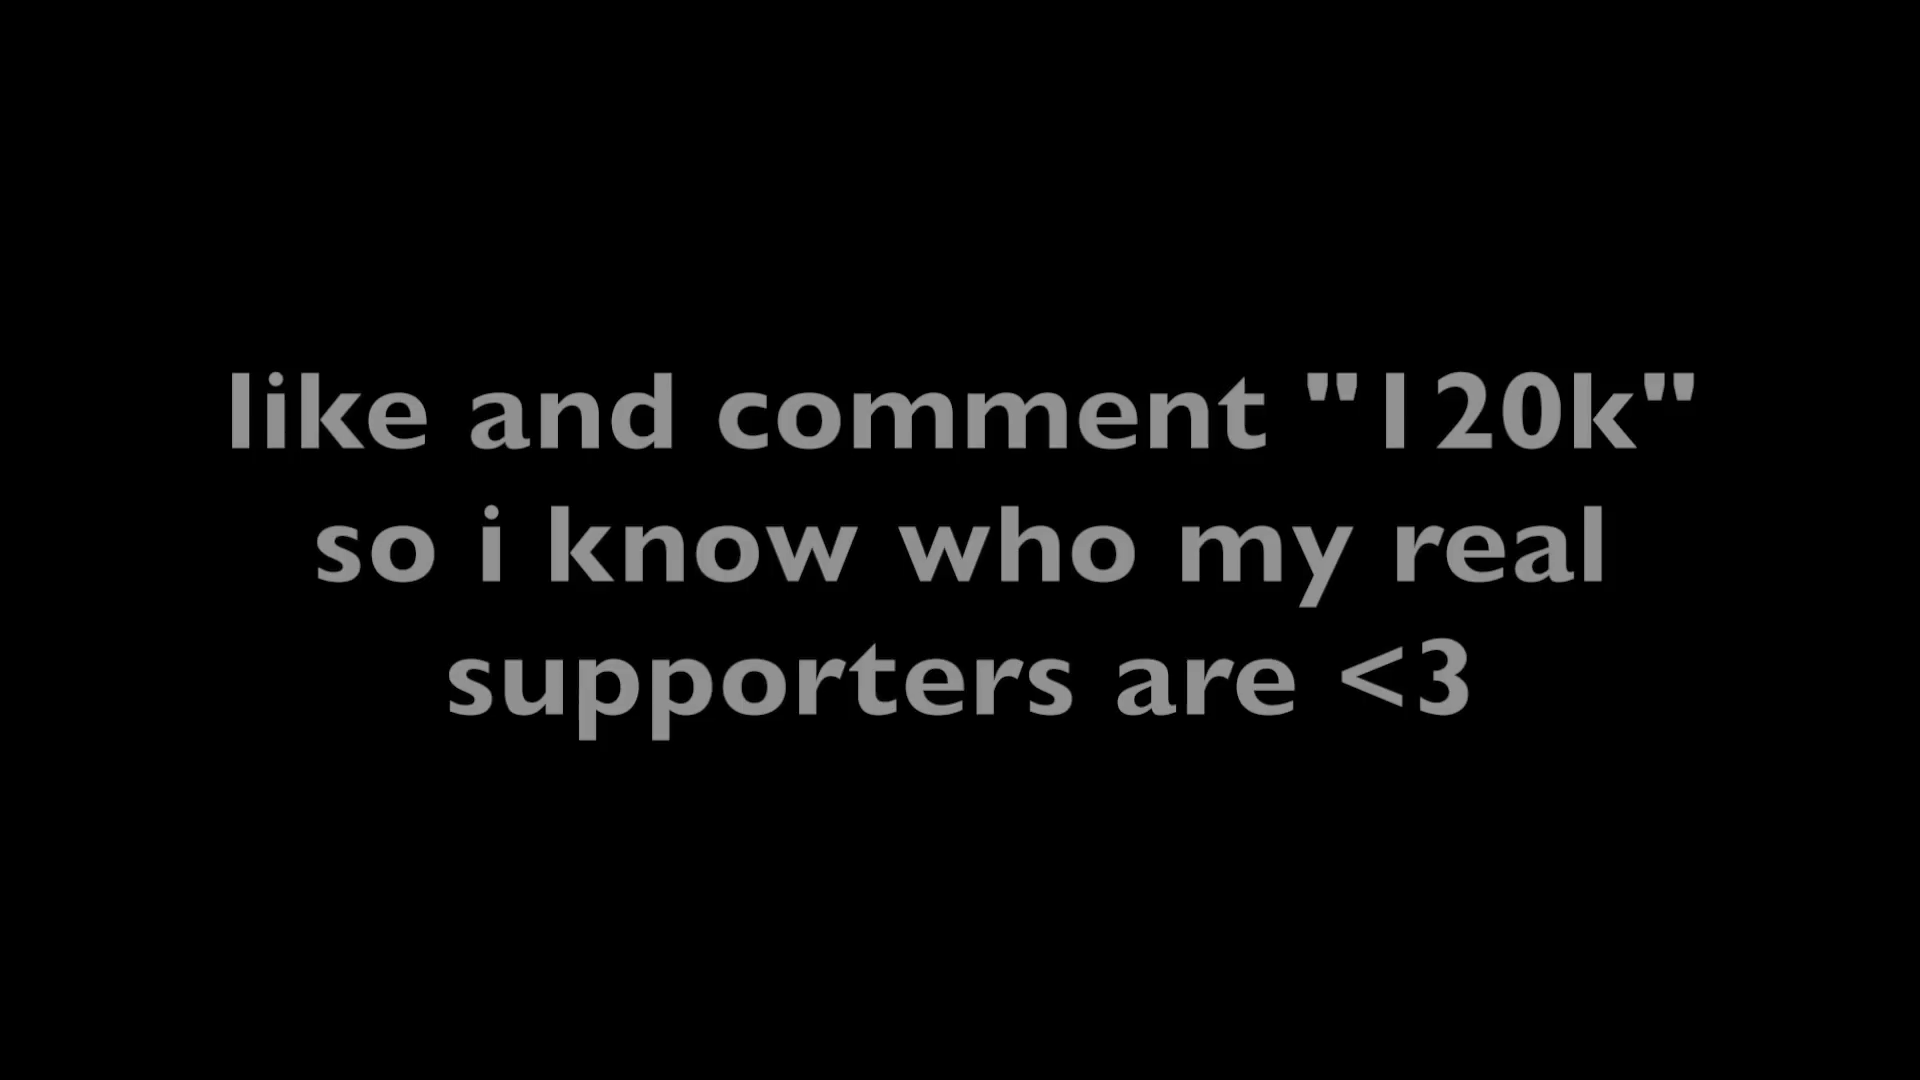 like and comment "120k"
so i know who my real
supporters are <3